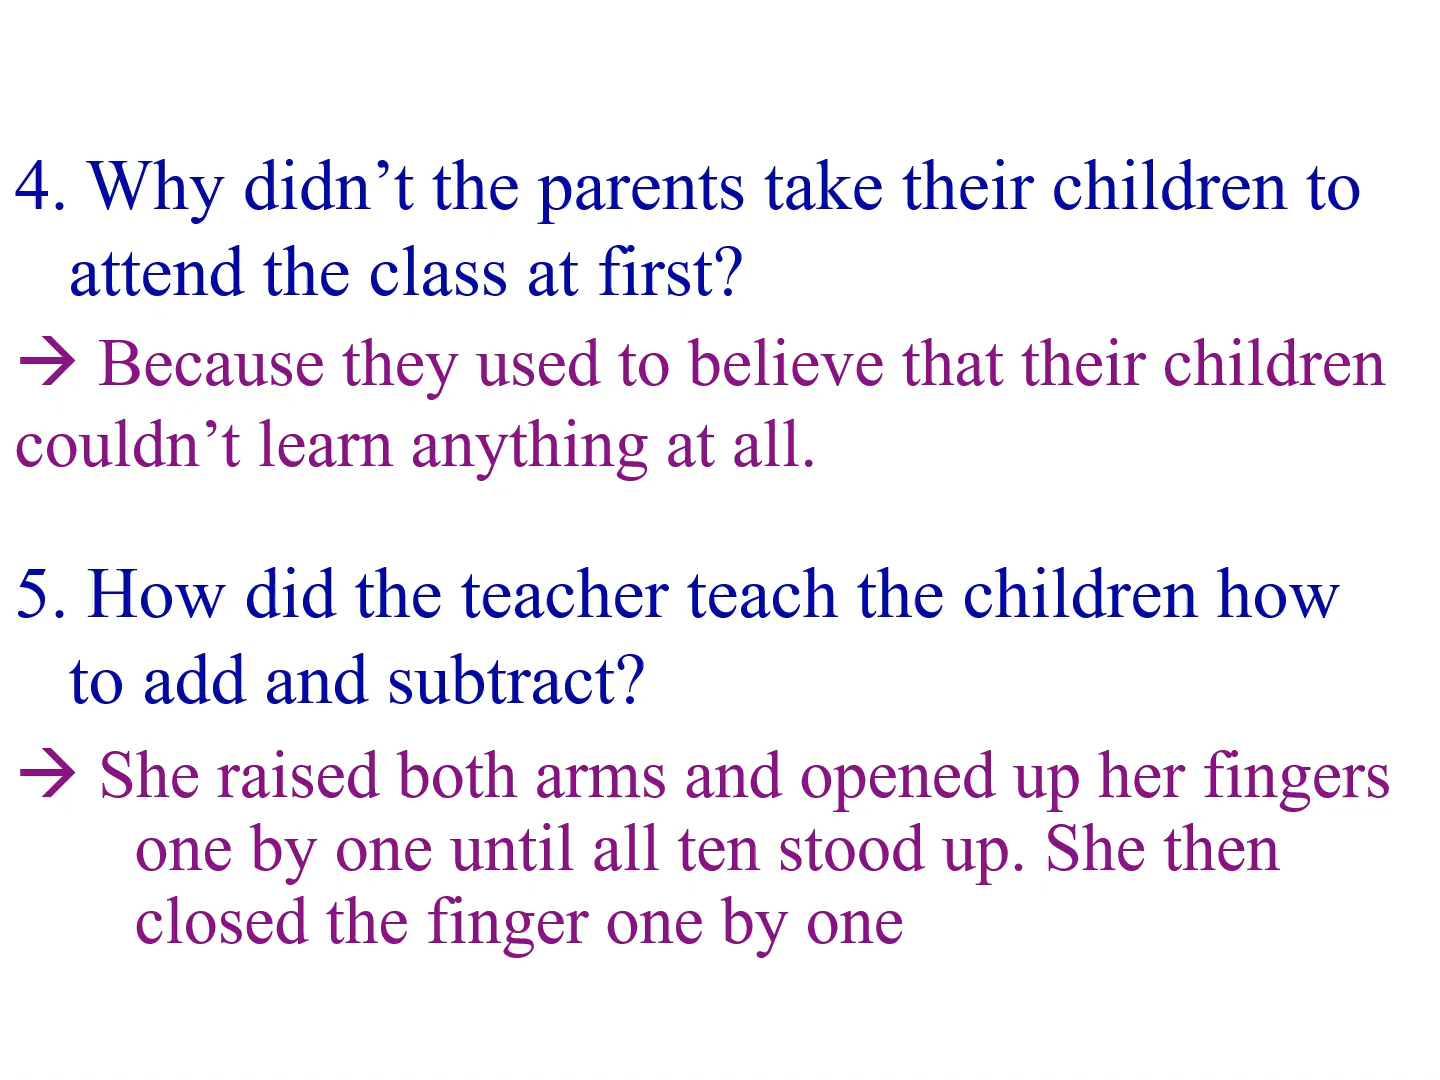 4. Why didn’t the parents take their children to
attend the class at first?
→ Because they used to believe that their children
couldn’t learn anything at all.
5. How did the teacher teach the children how
to add and subtract?
→ She raised both arms and opened up her fingers
one by one until all ten stood up. She then
closed the finger one by one